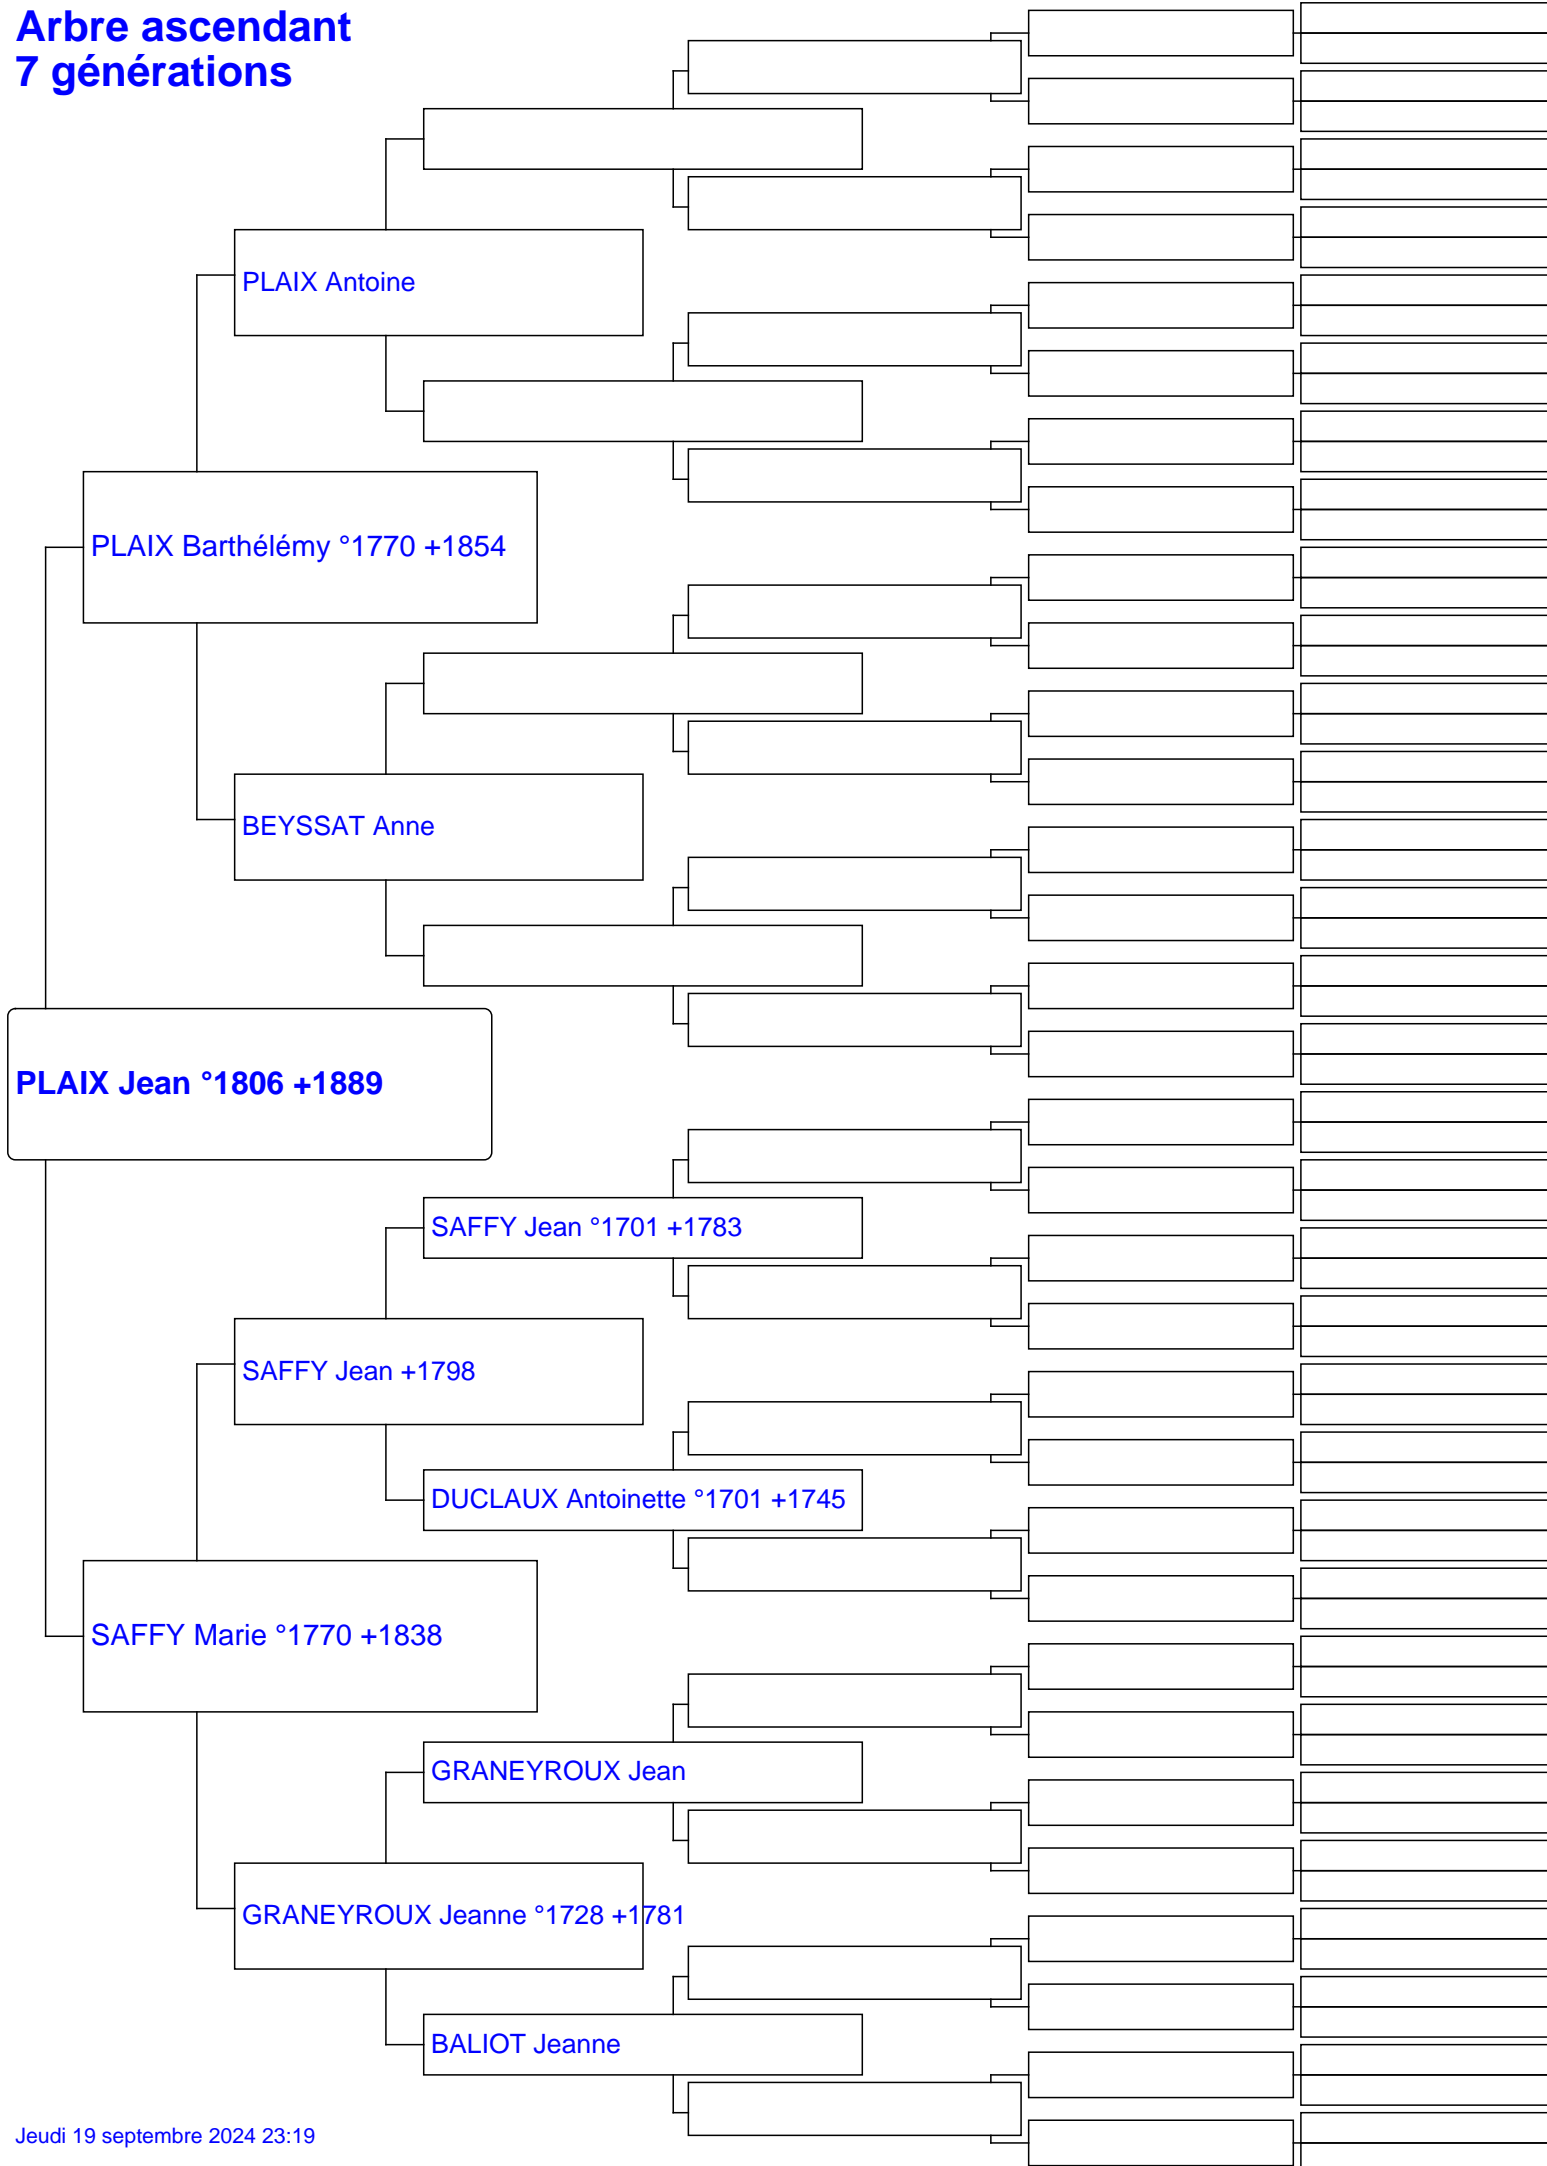 Arbre ascendant
7 générations
PLAIX Antoine
PLAIX Barthélémy °1770 +1854
BEYSSAT Anne
PLAIX Jean °1806 +1889
SAFFY Jean °1701 +1783
SAFFY Jean +1798
DUCLAUX Antoinette °1701 +1745
SAFFY Marie °1770 +1838
GRANEYROUX Jean
GRANEYROUX Jeanne °1728 +1781
BALIOT Jeanne
Jeudi 19 septembre 2024 23:19